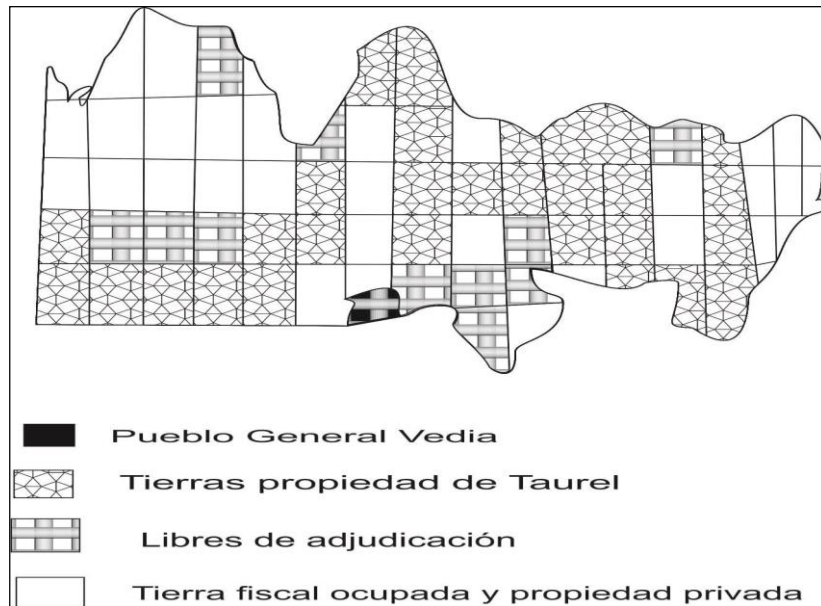 Pueblo General Vedia
Tierras propiedad de Taurel
Libres de adjudicación
Tierra fiscal ocupada y propiedad privada